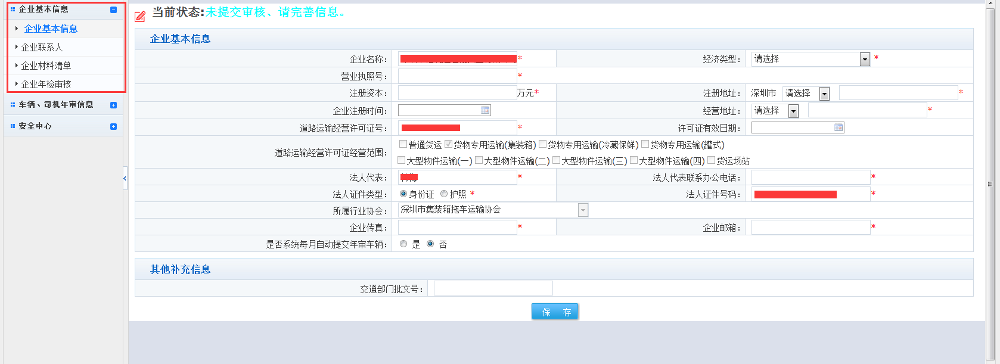 企业基本信息
企业基本信息
企业联系人
企业材料清单
企业年检审核
车辆、司机年审信息
安全中心
当前状态:未提交审核、请完善信息。
企业基本信息
企业名称： * 经济类型： 请选择 *
营业执照号： *
注册资本： 万元* 注册地址： 深圳市 请选择 *
企业注册时间： 经营地址： 请选择 *
道路运输经营许可证号： * 许可证有效日期：
道路运输经营许可证经营范围： 普通货运 货物专用运输(集装箱) 货物专用运输(冷藏保鲜) 货物专用运输(罐式)
大型物件运输(一) 大型物件运输(二) 大型物件运输(三) 大型物件运输(四) 货运场站
法人代表： * 法人代表联系办公电话： *
法人证件类型： 身份证 护照 * 法人证件号码： *
所属行业协会： 深圳市集装箱拖车运输协会
企业传真： * 企业邮箱： *
是否系统每月自动提交年审车辆： 是 否
其他补充信息
交通部门批文号：
保 存